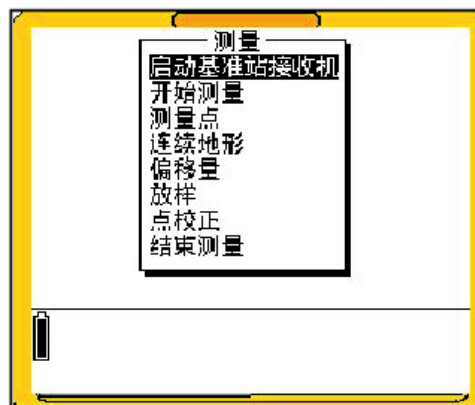 测量
启动基准站接收机
开始测量
测量点
连续地形
偏移量
放样
点校正
结束测量